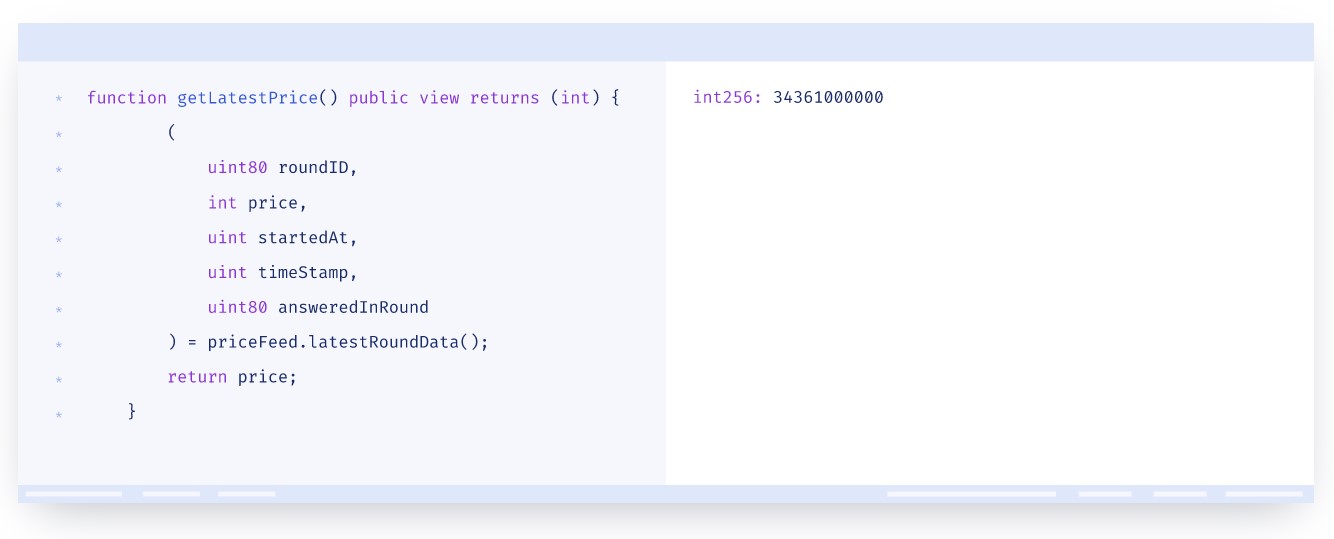 * function getLatestPrice() public view returns (int) {
* (
* uint80 roundID,
* int price,
* uint startedAt,
* uint timeStamp,
* uint80 answeredInRound
* ) = priceFeed.latestRoundData();
* return price;
* }
int256: 34361000000